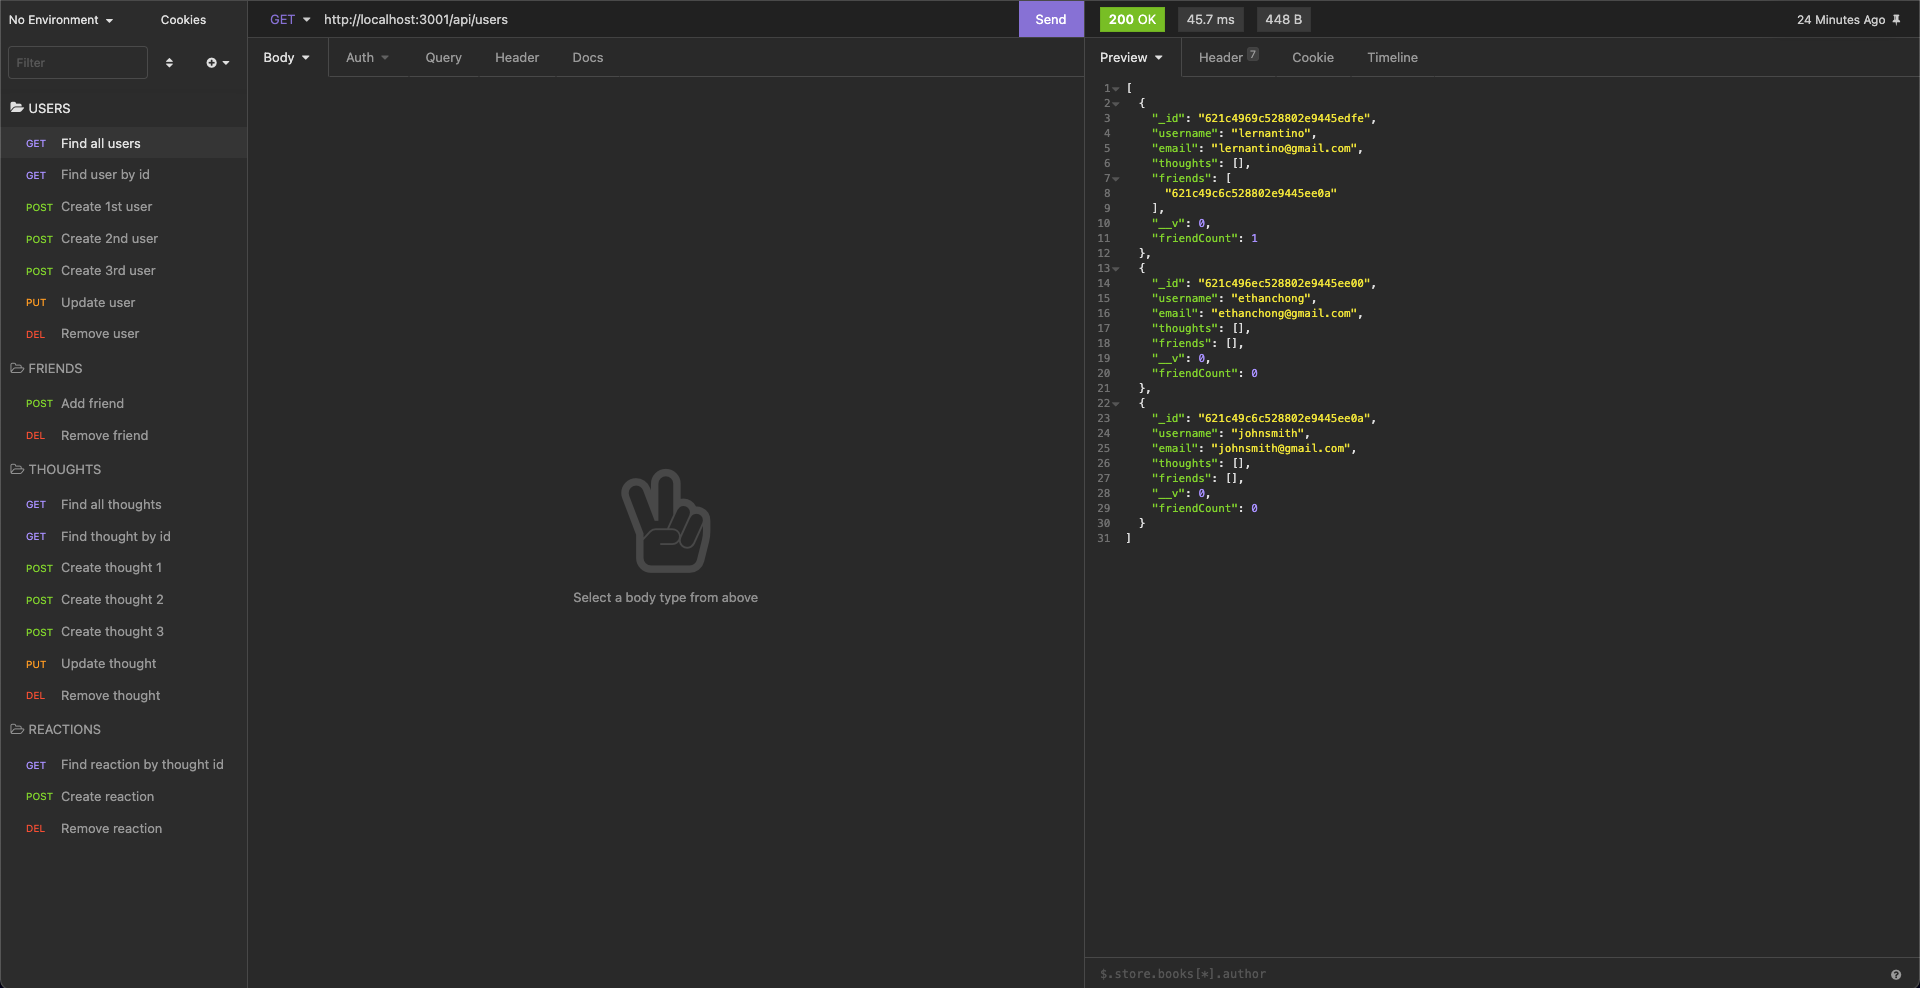 No Environment
Cookies
Filter
USERS
GET Find all users
GET Find user by id
POST Create 1st user
POST Create 2nd user
POST Create 3rd user
PUT Update user
DEL Remove user
FRIENDS
POST Add friend
DEL Remove friend
THOUGHTS
GET Find all thoughts
GET Find thought by id
POST Create thought 1
POST Create thought 2
POST Create thought 3
PUT Update thought
DEL Remove thought
REACTIONS
GET Find reaction by thought id
POST Create reaction
DEL Remove reaction
GET http://localhost:3001/api/users Send
Body Auth Query Header Docs
Select a body type from above
200 OK 45.7 ms 448 B 24 Minutes Ago
Preview Header 7 Cookie Timeline
1 [
2 {
3 "_id": "621c4969c528802e9445edfe",
4 "username": "lernantino",
5 "email": "lernantino@gmail.com",
6 "thoughts": [],
7 "friends": [
8 "621c49c6c528802e9445ee0a"
9 ],
10 "__v": 0,
11 "friendCount": 1
12 },
13 {
14 "_id": "621c496ec528802e9445ee00",
15 "username": "ethanchong",
16 "email": "ethanchong@gmail.com",
17 "thoughts": [],
18 "friends": [],
19 "__v": 0,
20 "friendCount": 0
21 },
22 {
23 "_id": "621c49c6c528802e9445ee0a",
24 "username": "johnsmith",
25 "email": "johnsmith@gmail.com",
26 "thoughts": [],
27 "friends": [],
28 "__v": 0,
29 "friendCount": 0
30 }
31 ]
$.store.books[*].author